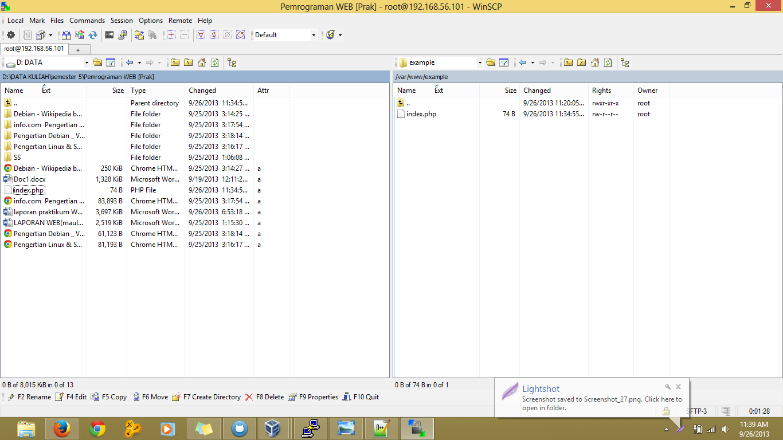 Pemrograman WEB [Prak] - root@192.168.56.101 - WinSCP
Local Mark Files Commands Session Options Remote Help
Default
root@192.168.56.101
D: DATA
example
D:\DATA KULIAH\semester 5\Pemrograman WEB [Prak]
/var/www/example
Name Ext Size Type Changed Attr
Name Ext Size Changed Rights Owner
.. Parent directory 9/26/2013 11:34:5...
Debian - Wikipedia b... File folder 9/25/2013 3:14:25 ...
info.com Pengertian ... File folder 9/25/2013 3:17:54 ...
Pengertian Debian _ V... File folder 9/25/2013 3:18:14 ...
Pengertian Linux & S... File folder 9/25/2013 3:16:17 ...
SS File folder 9/25/2013 1:06:08 ...
Debian - Wikipedia b... 250 KiB Chrome HTM... 9/25/2013 3:14:27 ... a
Doc1.docx 1,328 KiB Microsoft Wor... 9/19/2013 12:11:2... a
index.php 74 B PHP File 9/26/2013 11:34:5... a
info.com Pengertian ... 83,893 B Chrome HTM... 9/25/2013 3:17:54 ... a
laporan praktikum W... 3,697 KiB Microsoft Wor... 9/25/2013 6:53:18 ... a
LAPORAN WEB(maul... 2,519 KiB Microsoft Wor... 9/25/2013 1:15:30 ... a
Pengertian Debian _ V... 61,123 B Chrome HTM... 9/25/2013 3:18:14 ... a
Pengertian Linux & S... 81,193 B Chrome HTM... 9/25/2013 3:16:17 ... a
.. 9/26/2013 11:20:05... rwxr-xr-x root
index.php 74 B 9/26/2013 11:34:55... rw-r--r-- root
0 B of 8,015 KiB in 0 of 13
0 B of 74 B in 0 of 1
F2 Rename F4 Edit F5 Copy F6 Move F7 Create Directory F8 Delete F9 Properties F10 Quit
Lightshot
Screenshot saved to Screenshot_27.png. Click here to
open in folder.
SFTP-3 0:01:28
11:39 AM
9/26/2013